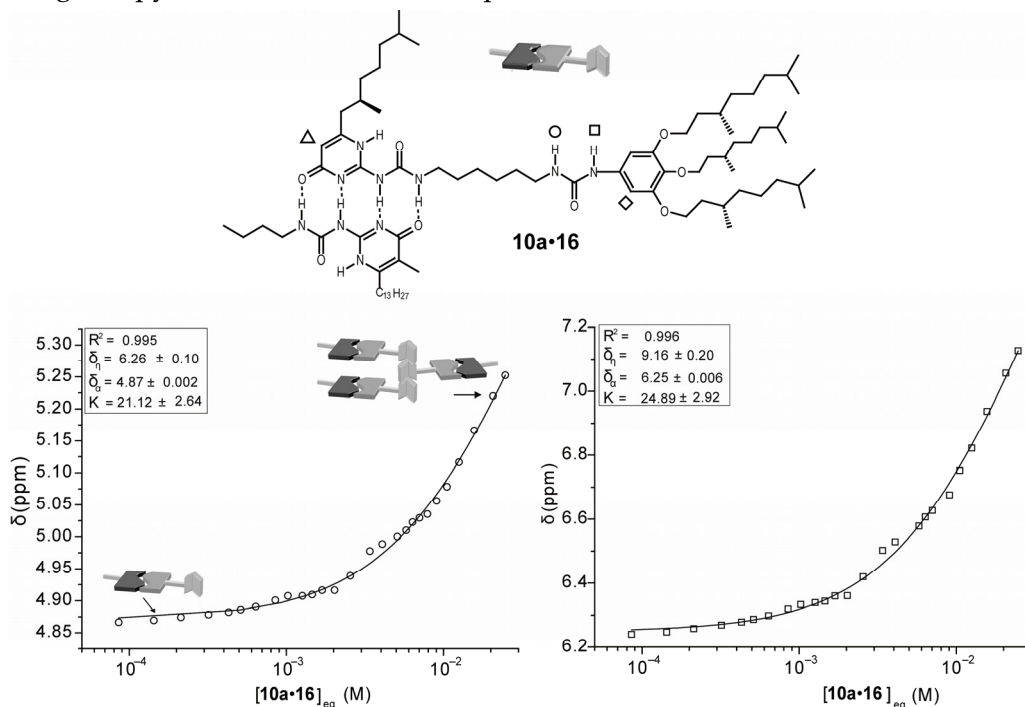 H
N
N
N
O
N
H
O
N
H
H
N
H
N
O
H
N
H
N
O
N
H
N
N
O
C13H27
O
O
O
10a•16
R2 = 0.995
δη = 6.26 ± 0.10
δα = 4.87 ± 0.002
K = 21.12 ± 2.64
5.30
5.25
5.20
5.15
5.10
5.05
5.00
4.95
4.90
4.85
δ(ppm)
10−4
10−3
10−2
[10a•16]eq (M)
R2 = 0.996
δη = 9.16 ± 0.20
δα = 6.25 ± 0.006
K = 24.89 ± 2.92
7.2
7.0
6.8
6.6
6.4
6.2
δ(ppm)
10−4
10−3
10−2
[10a•16]eq (M)